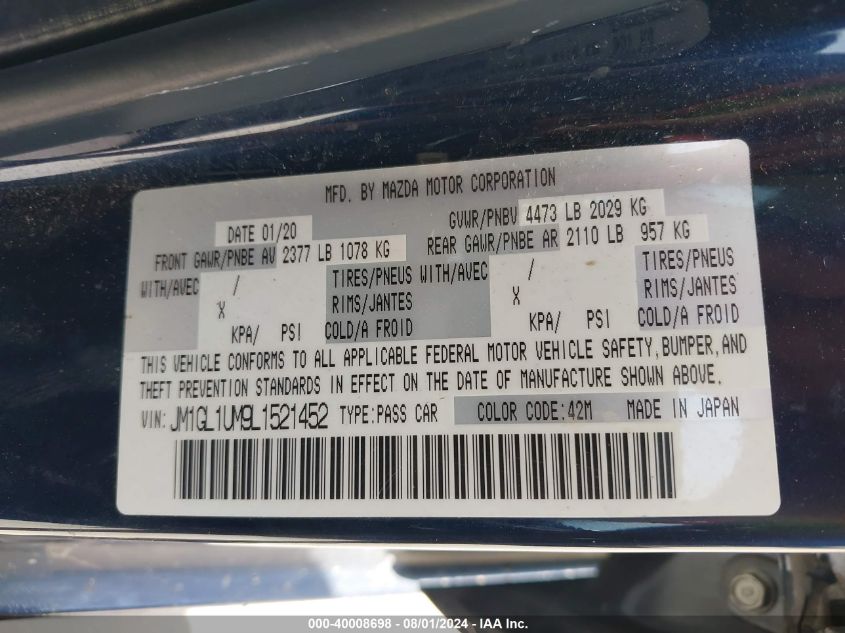 MFD. BY MAZDA MOTOR CORPORATION
DATE 01/20 GVWR/PNBV 4473 LB 2029 KG
FRONT GAWR/PNBE AV 2377 LB 1078 KG REAR GAWR/PNBE AR 2110 LB 957 KG
WITH/AVEC / TIRES/PNEUS WITH/AVEC / TIRES/PNEUS
X RIMS/JANTES X RIMS/JANTES
KPA/ PSI COLD/A FROID KPA/ PSI COLD/A FROID
THIS VEHICLE CONFORMS TO ALL APPLICABLE FEDERAL MOTOR VEHICLE SAFETY, BUMPER, AND
THEFT PREVENTION STANDARDS IN EFFECT ON THE DATE OF MANUFACTURE SHOWN ABOVE.
VIN: JM1GL1UM9L1521452 TYPE:PASS CAR COLOR CODE:42M MADE IN JAPAN
000-40008698 - 08/01/2024 - IAA Inc.